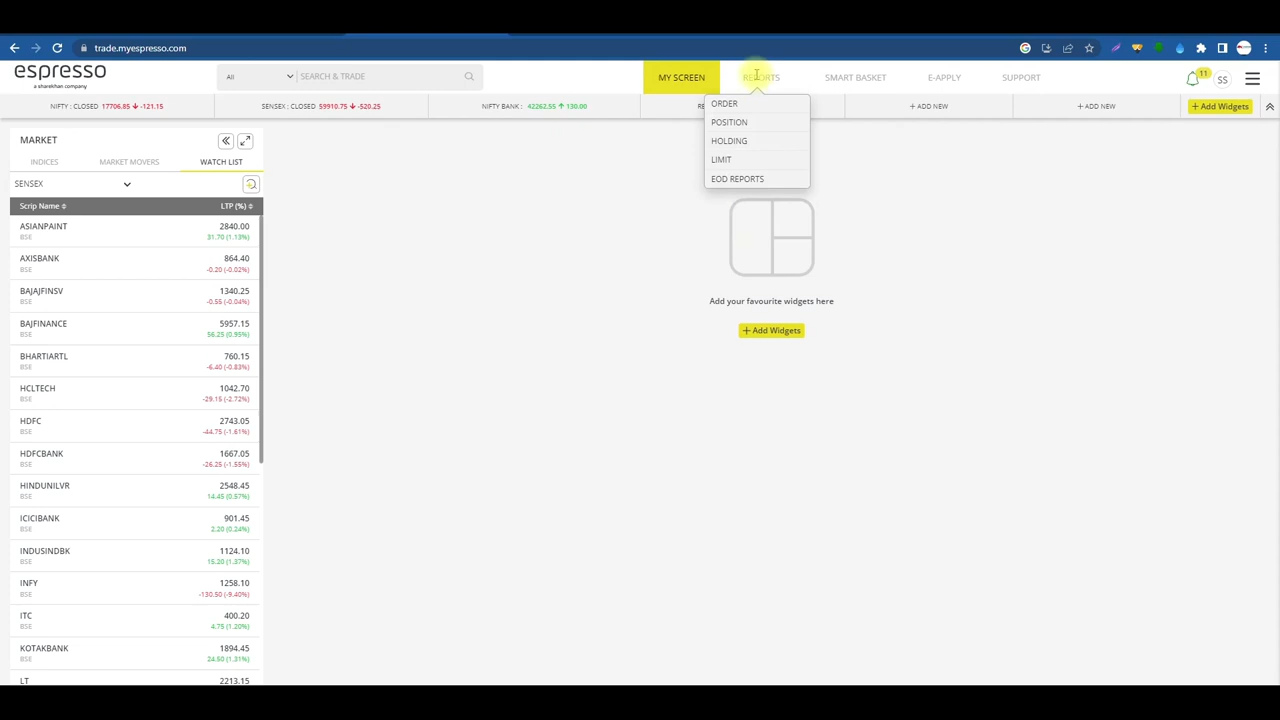 trade.myespresso.com
espresso
a sharekhan company
All
SEARCH & TRADE
MY SCREEN
REPORTS
SMART BASKET
E-APPLY
SUPPORT
11
SS
NIFTY : CLOSED 17706.85 -121.15
SENSEX : CLOSED 59910.75 -520.25
NIFTY BANK : 42262.55 130.00
RE
ADD NEW
ADD NEW
Add Widgets
ORDER
POSITION
HOLDING
LIMIT
EOD REPORTS
MARKET
INDICES
MARKET MOVERS
WATCH LIST
SENSEX
Scrip Name
LTP (%)
ASIANPAINT 2840.00
BSE 31.70 (1.13%)
AXISBANK 864.40
BSE -0.20 (-0.02%)
BAJAJFINSV 1340.25
BSE -0.55 (-0.04%)
BAJFINANCE 5957.15
BSE 56.25 (0.95%)
BHARTIARTL 760.15
BSE -6.40 (-0.83%)
HCLTECH 1042.70
BSE -29.15 (-2.72%)
HDFC 2743.05
BSE -44.75 (-1.61%)
HDFCBANK 1667.05
BSE -26.25 (-1.55%)
HINDUNILVR 2548.45
BSE 14.45 (0.57%)
ICICIBANK 901.45
BSE 2.20 (0.24%)
INDUSINDBK 1124.10
BSE 15.20 (1.37%)
INFY 1258.10
BSE -130.50 (-9.40%)
ITC 400.20
BSE 4.75 (1.20%)
KOTAKBANK 1894.45
BSE 24.50 (1.31%)
LT 2213.15
Add your favourite widgets here
Add Widgets